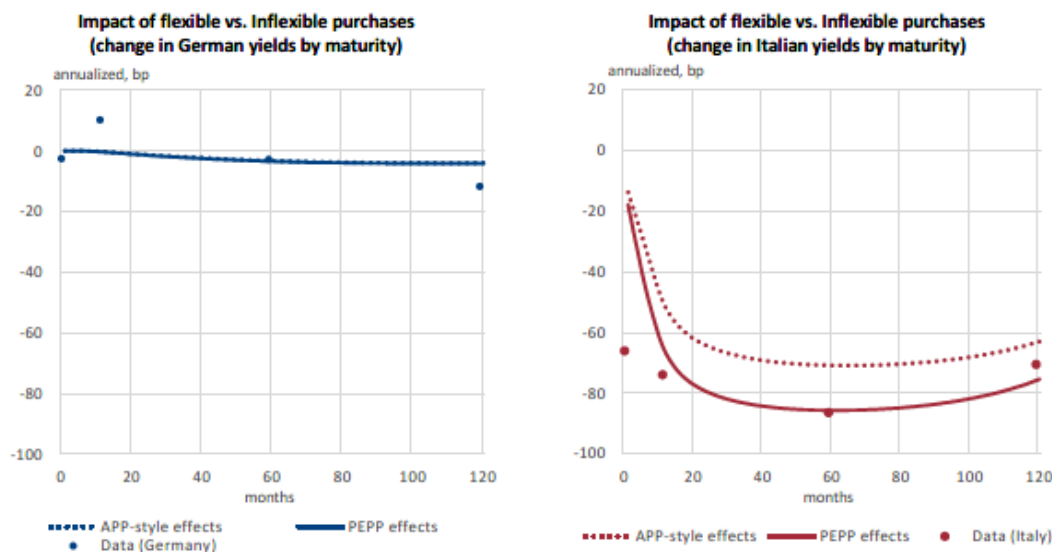 Impact of flexible vs. Inflexible purchases
(change in German yields by maturity)
annualized, bp
20
0
-20
-40
-60
-80
-100
0 20 40 60 80 100 120
months
APP-style effects PEPP effects
Data (Germany)
Impact of flexible vs. Inflexible purchases
(change in Italian yields by maturity)
annualized, bp
20
0
-20
-40
-60
-80
-100
0 20 40 60 80 100 120
months
APP-style effects PEPP effects Data (Italy)